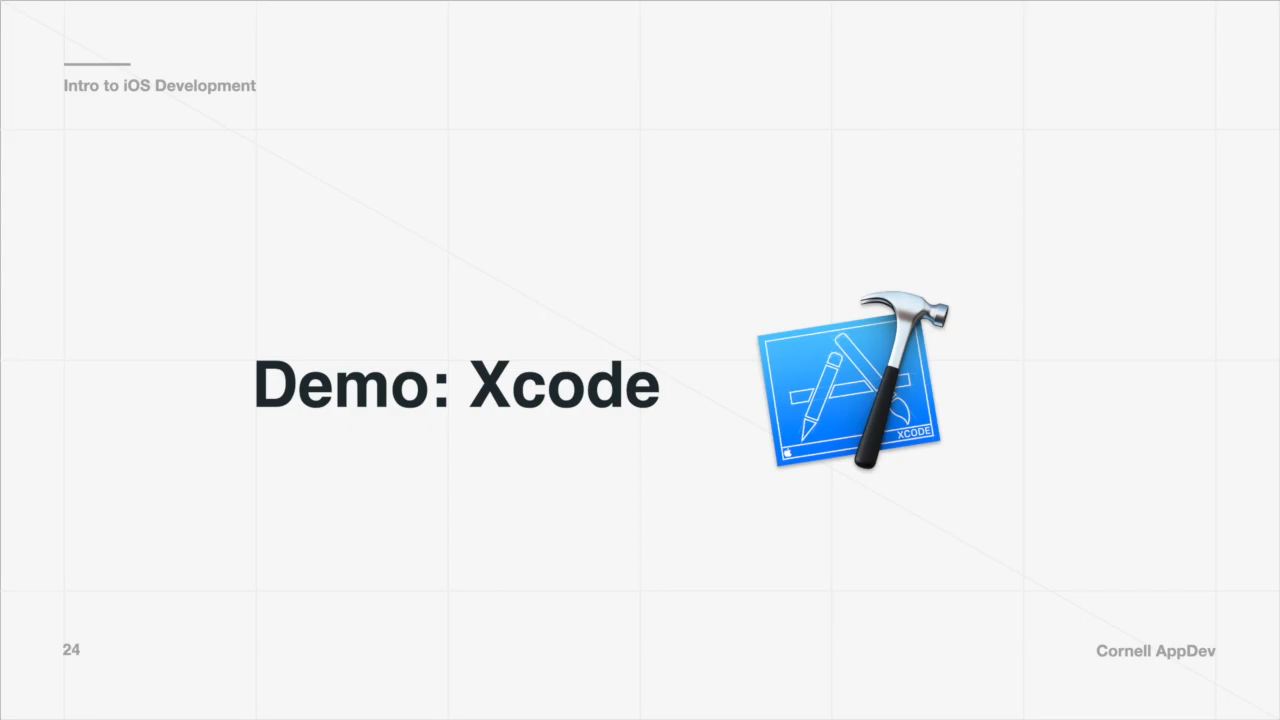 Intro to iOS Development
Demo: Xcode
XCODE
24
Cornell AppDev